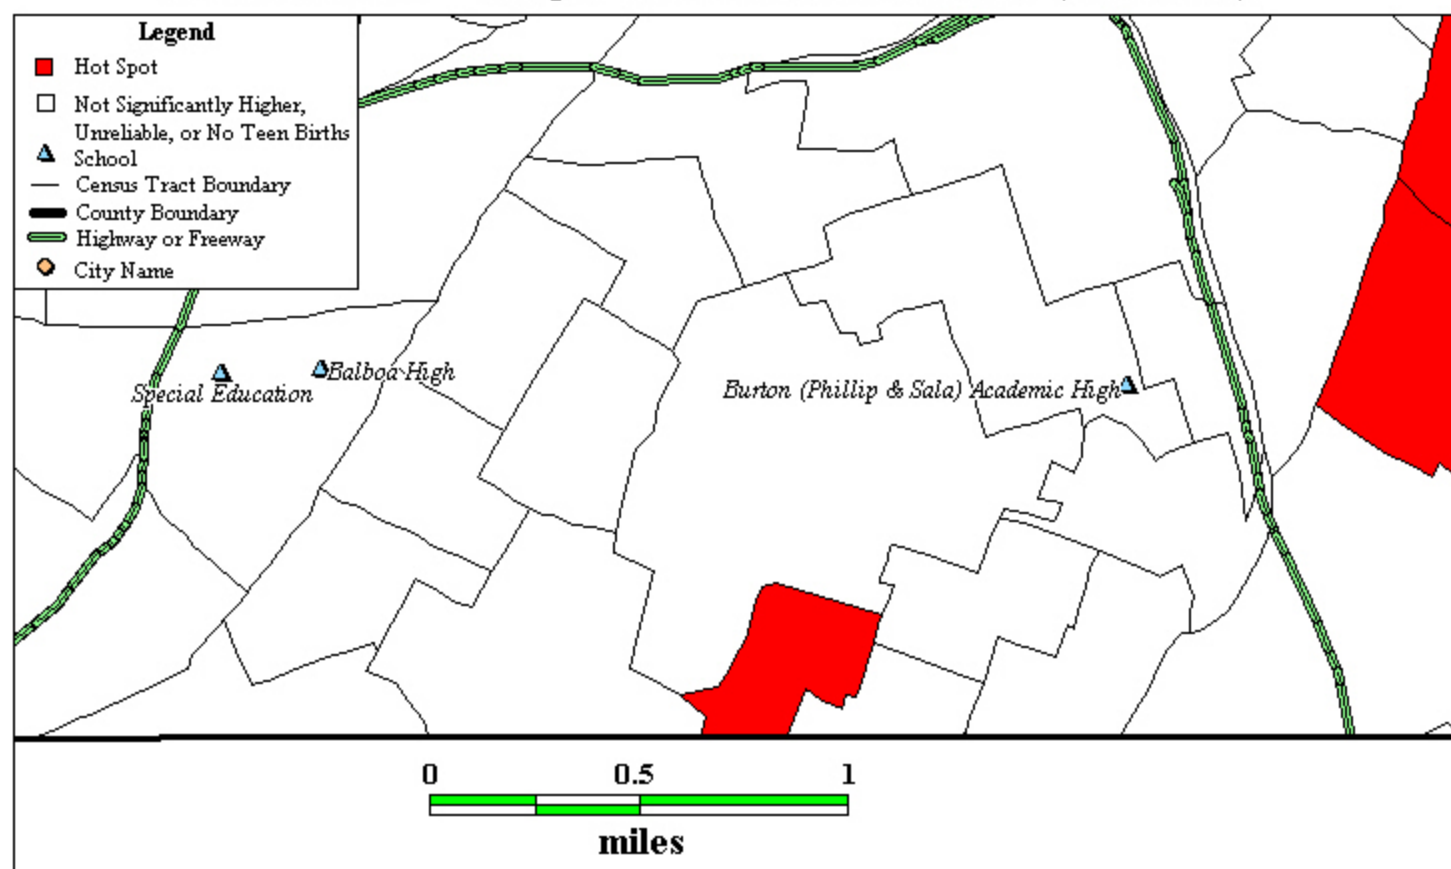 Legend
Hot Spot
Not Significantly Higher,
Unreliable, or No Teen Births
School
Census Tract Boundary
County Boundary
Highway or Freeway
City Name
Balboa High
Special Education
Burton (Phillip & Sala) Academic High
0 0.5 1
miles